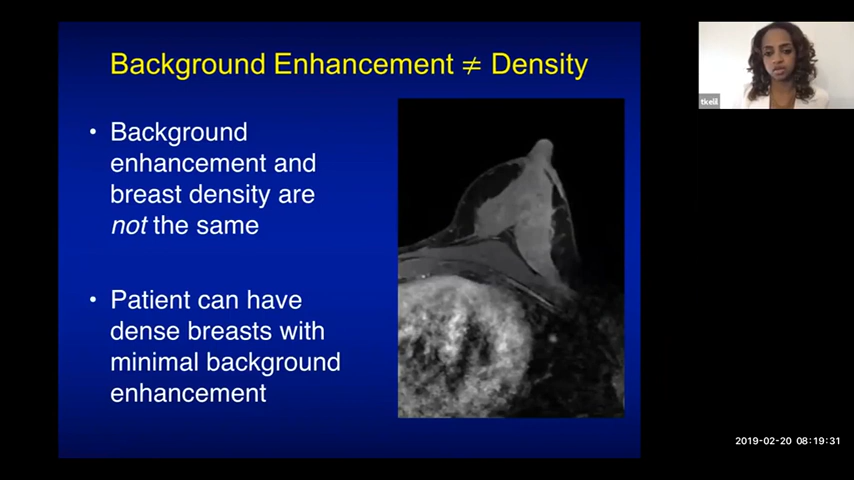 Background Enhancement ≠ Density
• Background
enhancement and
breast density are
not the same
• Patient can have
dense breasts with
minimal background
enhancement
tkelil
2019-02-20 08:19:31